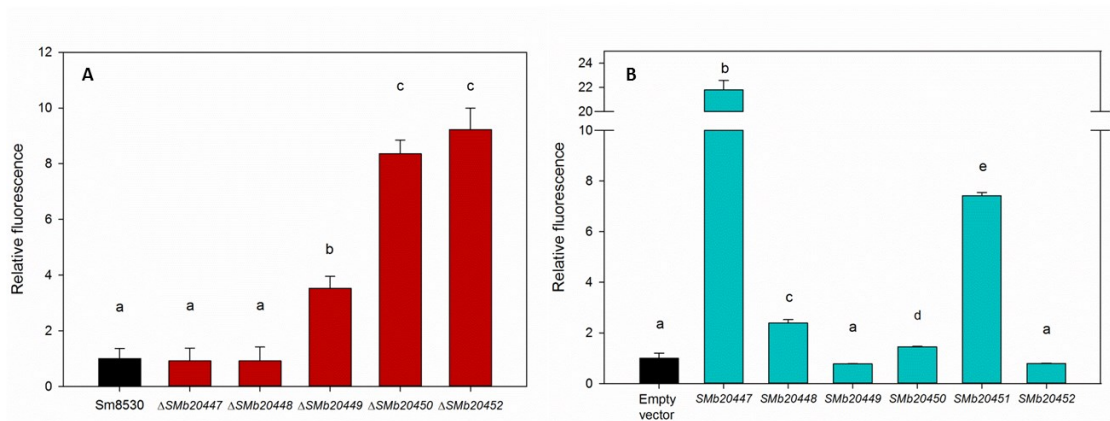 A
Relative fluorescence
12
10
8
6
4
2
0
a
a
a
b
c
c
Sm8530
ΔSMb20447
ΔSMb20448
ΔSMb20449
ΔSMb20450
ΔSMb20452
B
Relative fluorescence
24
22
20
10
8
6
4
2
0
a
b
c
a
d
e
a
Empty
vector
SMb20447
SMb20448
SMb20449
SMb20450
SMb20451
SMb20452